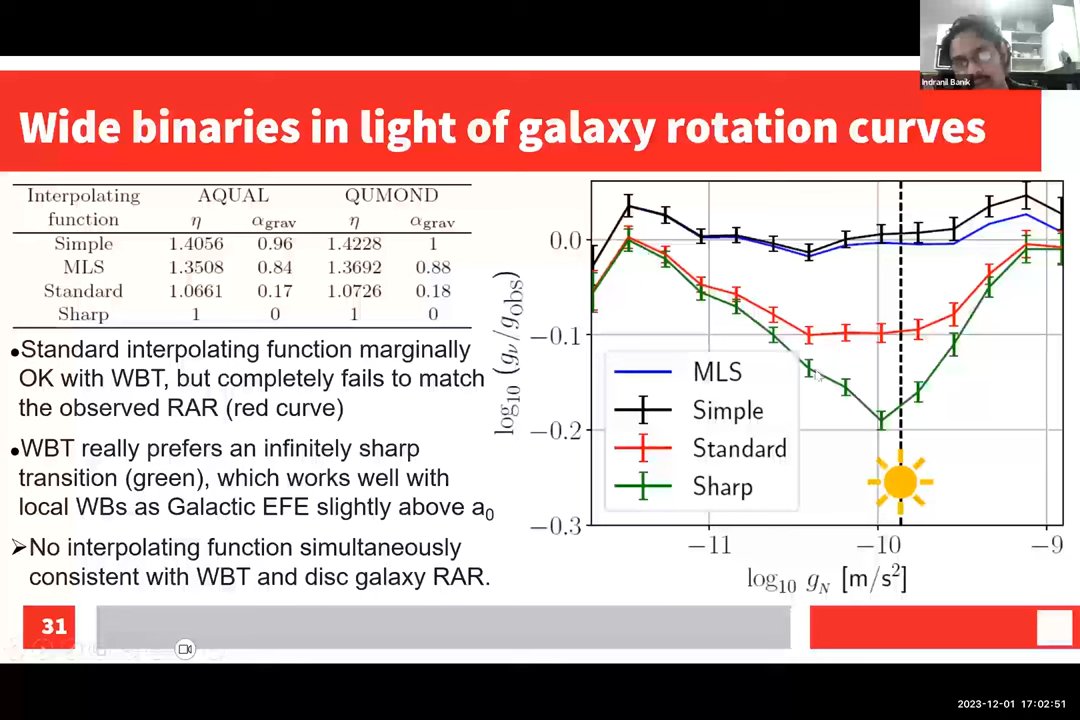 Indranil Banik
Wide binaries in light of galaxy rotation curves
Interpolating AQUAL QUMOND
function η α_grav η α_grav
Simple 1.4056 0.96 1.4228 1
MLS 1.3508 0.84 1.3692 0.88
Standard 1.0661 0.17 1.0726 0.18
Sharp 1 0 1 0
•Standard interpolating function marginally
OK with WBT, but completely fails to match
the observed RAR (red curve)
•WBT really prefers an infinitely sharp
transition (green), which works well with
local WBs as Galactic EFE slightly above a₀
➢No interpolating function simultaneously
consistent with WBT and disc galaxy RAR.
log₁₀ (g_ν/g_obs)
0.0
−0.1
−0.2
−0.3
MLS
Simple
Standard
Sharp
−11 −10 −9
log₁₀ g_N [m/s²]
31
2023-12-01 17:02:51